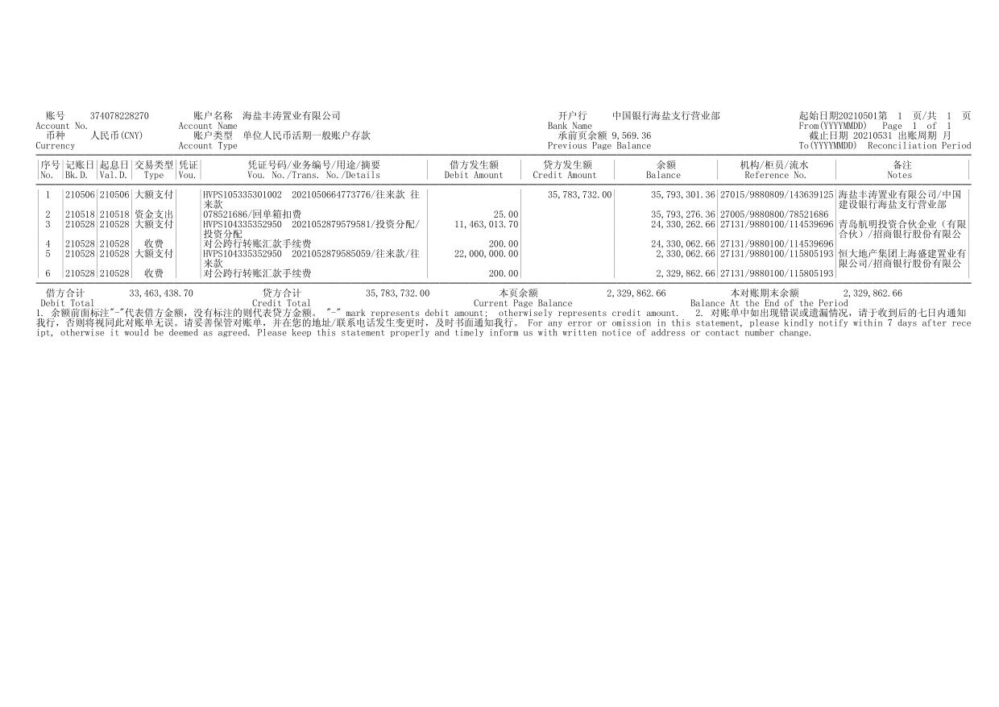 账号 374078228270 账户名称 海盐丰涛置业有限公司 开户行 中国银行海盐支行营业部 起始日期20210501第 1 页/共 1 页
Account No. Account Name Bank Name From(YYYYMMDD) Page 1 of 1
币种 人民币(CNY) 账户类型 单位人民币活期一般账户存款 承前页余额 9,569.36 截止日期 20210531 出账周期 月
Currency Account Type Previous Page Balance To(YYYYMMDD) Reconciliation Period
序号 记账日 起息日 交易类型 凭证 凭证号码/业务编号/用途/摘要 借方发生额 贷方发生额 余额 机构/柜员/流水 备注
No. Bk.D. Val.D. Type Vou. Vou. No./Trans. No./Details Debit Amount Credit Amount Balance Reference No. Notes
1 210506 210506 大额支付 HVPS105335301002 2021050664773776/往来款 往 35,783,732.00 35,793,301.36 27015/9880809/143639125 海盐丰涛置业有限公司/中国
来款 建设银行海盐支行营业部
2 210518 210518 资金支出 078521686/回单箱扣费 25.00 35,793,276.36 27005/9880800/78521686
3 210528 210528 大额支付 HVPS104335352950 2021052879579581/投资分配/ 11,463,013.70 24,330,262.66 27131/9880100/114539696 青岛航明投资合伙企业（有限
投资分配 合伙）/招商银行股份有限公
4 210528 210528 收费 对公跨行转账汇款手续费 200.00 24,330,062.66 27131/9880100/114539696
5 210528 210528 大额支付 HVPS104335352950 2021052879585059/往来款/往 22,000,000.00 2,330,062.66 27131/9880100/115805193 恒大地产集团上海盛建置业有
来款 限公司/招商银行股份有限公
6 210528 210528 收费 对公跨行转账汇款手续费 200.00 2,329,862.66 27131/9880100/115805193
借方合计 33,463,438.70 贷方合计 35,783,732.00 本页余额 2,329,862.66 本对账期末余额 2,329,862.66
Debit Total Credit Total Current Page Balance Balance At the End of the Period
1. 余额前面标注"-"代表借方金额，没有标注的则代表贷方金额。 "-" mark represents debit amount; otherwisely represents credit amount. 2. 对账单中如出现错误或遗漏情况，请于收到后的七日内通知
我行，否则将视同此对账单无误。请妥善保管对账单，并在您的地址/联系电话发生变更时，及时书面通知我行。 For any error or omission in this statement, please kindly notify within 7 days after rece
ipt, otherwise it would be deemed as agreed. Please keep this statement properly and timely inform us with written notice of address or contact number change.